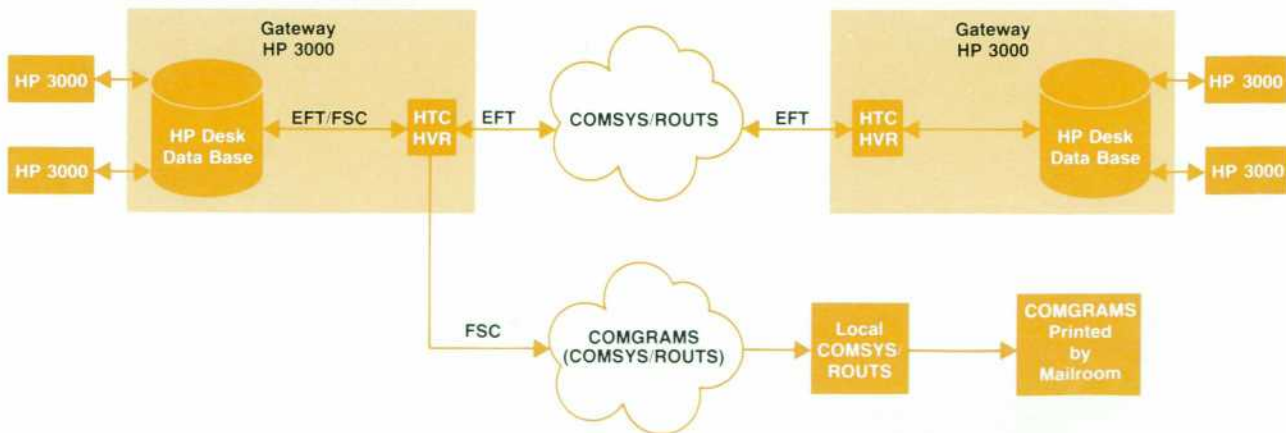 Gateway
HP 3000
HP 3000
HP 3000
HP Desk
Data Base
EFT/FSC
HTC
HVR
EFT
COMSYS/ROUTS
EFT
Gateway
HP 3000
HTC
HVR
HP Desk
Data Base
HP 3000
HP 3000
FSC
COMGRAMS
(COMSYS/ROUTS)
Local
COMSYS/
ROUTS
COMGRAMS
Printed
by
Mailroom